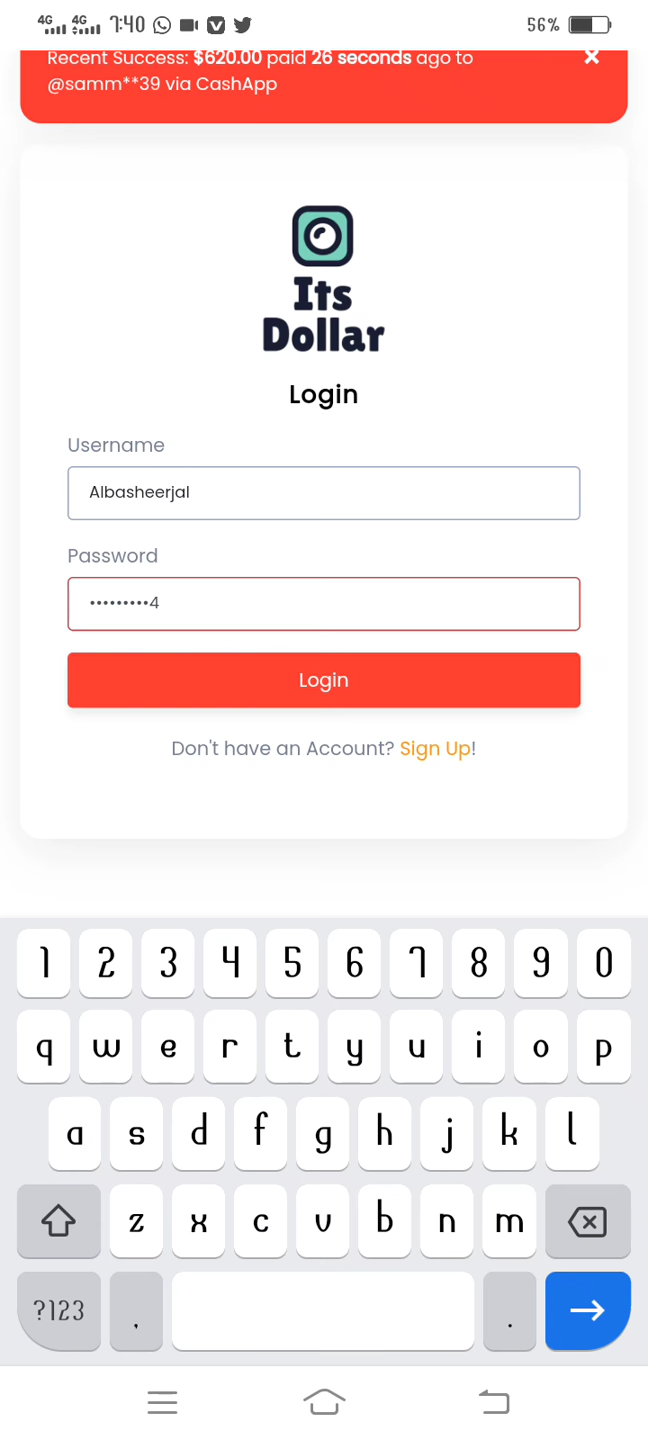 4G 4G 7:40 56%
Recent Success: $620.00 paid 26 seconds ago to
@samm**39 via CashApp
Its
Dollar
Login
Username
Albasheerjal
Password
•••••••••4
Login
Don't have an Account? Sign Up!
1 2 3 4 5 6 7 8 9 0
q w e r t y u i o p
a s d f g h j k l
z x c v b n m
?123 , .